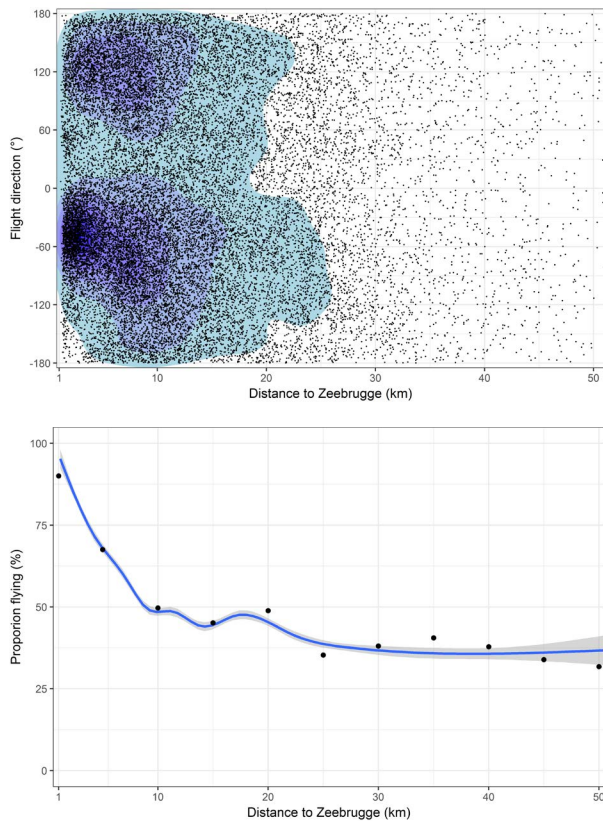 180
120
60
0
-60
-120
-180
Flight direction (°)
1 10 20 30 40 50
Distance to Zeebrugge (km)
100
75
50
25
0
Proporion flying (%)
1 10 20 30 40 50
Distance to Zeebrugge (km)